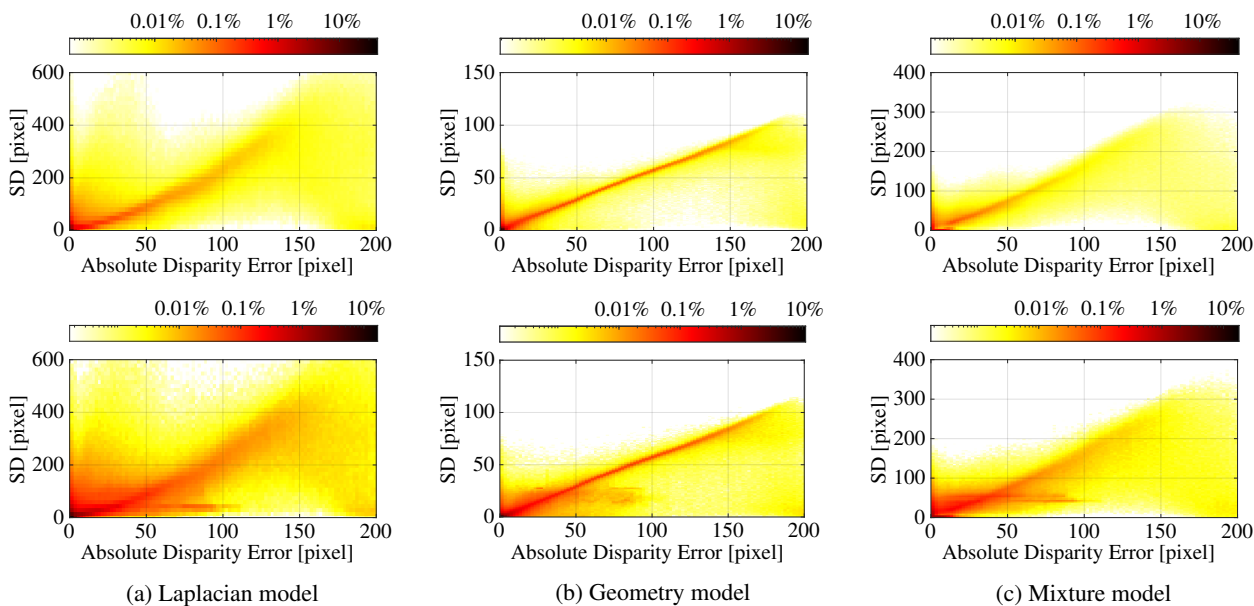 0.01% 0.1% 1% 10%
600
400
200
0
SD [pixel]
0 50 100 150 200
Absolute Disparity Error [pixel]
0.01% 0.1% 1% 10%
150
100
50
0
SD [pixel]
0 50 100 150 200
Absolute Disparity Error [pixel]
0.01% 0.1% 1% 10%
400
300
200
100
0
SD [pixel]
0 50 100 150 200
Absolute Disparity Error [pixel]
0.01% 0.1% 1% 10%
600
400
200
0
SD [pixel]
0 50 100 150 200
Absolute Disparity Error [pixel]
0.01% 0.1% 1% 10%
150
100
50
0
SD [pixel]
0 50 100 150 200
Absolute Disparity Error [pixel]
0.01% 0.1% 1% 10%
400
300
200
100
0
SD [pixel]
0 50 100 150 200
Absolute Disparity Error [pixel]
(a) Laplacian model
(b) Geometry model
(c) Mixture model